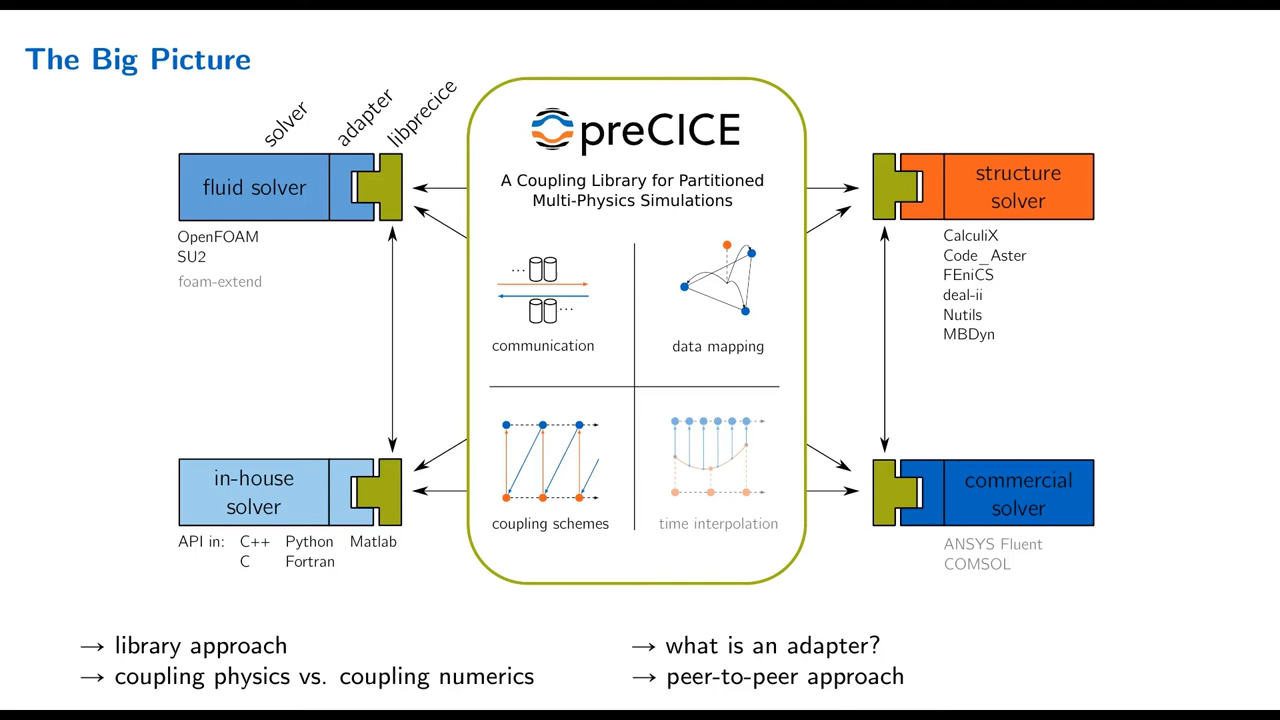 The Big Picture
solver
adapter
libprecice
fluid solver
OpenFOAM
SU2
foam-extend
preCICE
A Coupling Library for Partitioned
Multi-Physics Simulations
communication
data mapping
coupling schemes
time interpolation
structure
solver
CalculiX
Code_Aster
FEniCS
deal-ii
Nutils
MBDyn
in-house
solver
API in: C++ Python Matlab
C Fortran
commercial
solver
ANSYS Fluent
COMSOL
→ library approach
→ coupling physics vs. coupling numerics
→ what is an adapter?
→ peer-to-peer approach